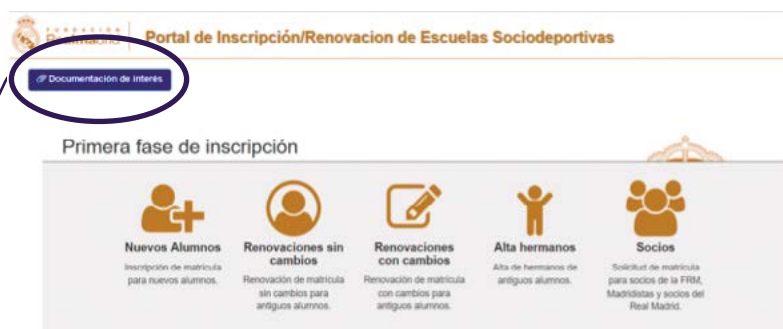 FUNDACIÓN
Portal de Inscripción/Renovacion de Escuelas Sociodeportivas
Documentación de interés
Primera fase de inscripción
Nuevos Alumnos
Inscripción de matrícula
para nuevos alumnos.
Renovaciones sin
cambios
Renovación de matrícula
sin cambios para
antiguos alumnos.
Renovaciones
con cambios
Renovación de matrícula
con cambios para
antiguos alumnos.
Alta hermanos
Alta de hermanos de
antiguos alumnos.
Socios
Solicitud de matrícula
para socios de la FRM,
Madridistas y socios del
Real Madrid.